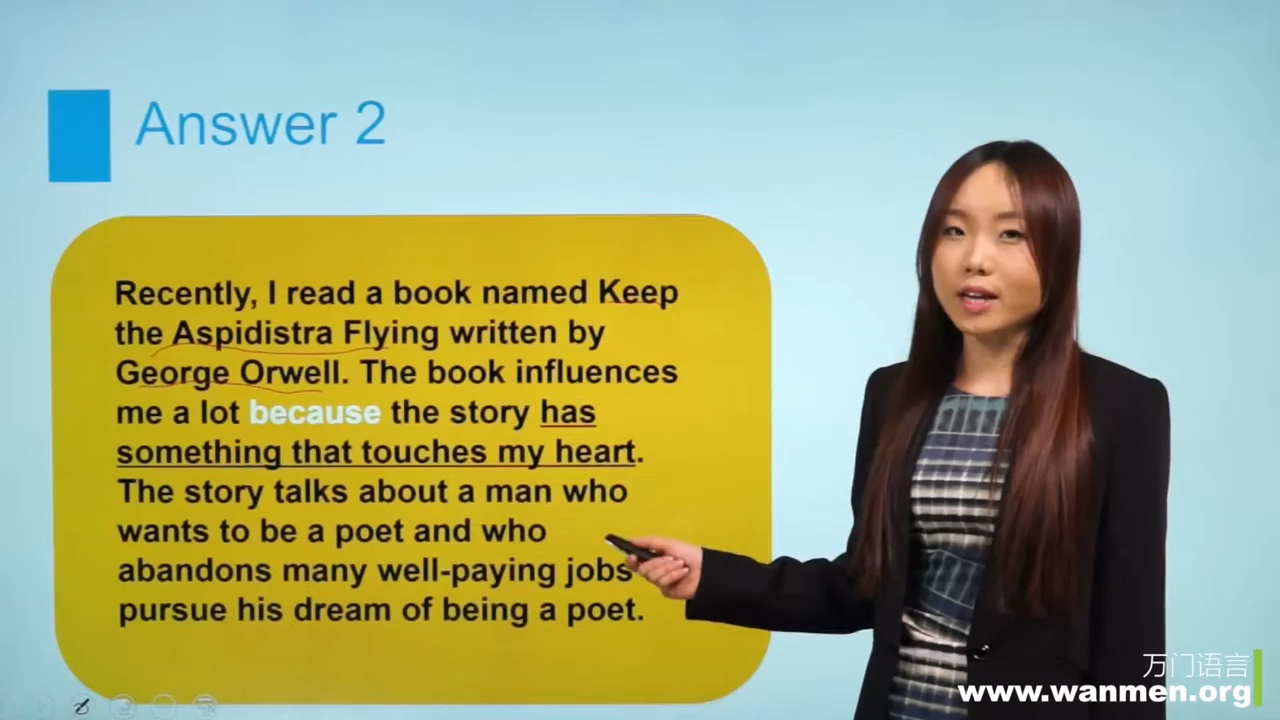 Answer 2
Recently, I read a book named Keep
the Aspidistra Flying written by
George Orwell. The book influences
me a lot because the story has
something that touches my heart.
The story talks about a man who
wants to be a poet and who
abandons many well-paying jobs
pursue his dream of being a poet.
万门语言
www.wanmen.org